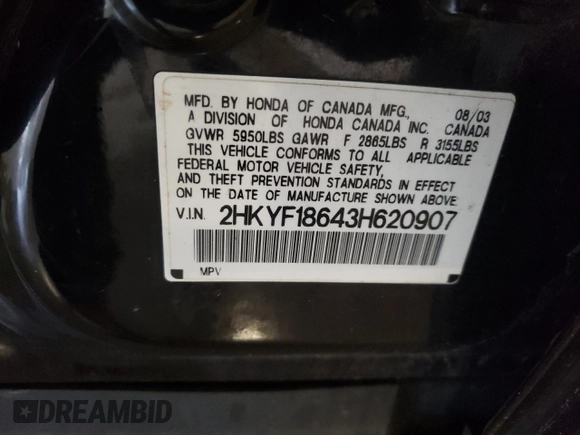 MFD. BY HONDA OF CANADA MFG., 08/03
A DIVISION OF HONDA CANADA INC. CANADA
GVWR 5950LBS GAWR F 2865LBS R 3155LBS
THIS VEHICLE CONFORMS TO ALL APPLICABLE
FEDERAL MOTOR VEHICLE SAFETY,
AND THEFT PREVENTION STANDARDS IN EFFECT
ON THE DATE OF MANUFACTURE SHOWN ABOVE.
V.I.N. 2HKYF18643H620907
MPV
DREAMBID